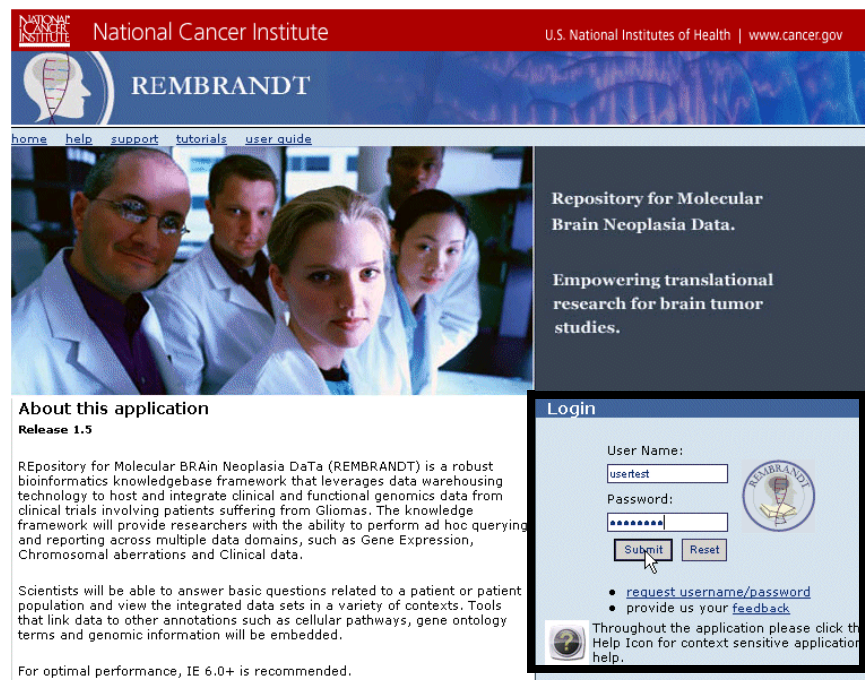 NATIONAL
CANCER
INSTITUTE
National Cancer Institute
U.S. National Institutes of Health | www.cancer.gov
REMBRANDT
home help support tutorials user guide
Repository for Molecular
Brain Neoplasia Data.
Empowering translational
research for brain tumor
studies.
About this application
Release 1.5
REpository for Molecular BRAin Neoplasia DaTa (REMBRANDT) is a robust
bioinformatics knowledgebase framework that leverages data warehousing
technology to host and integrate clinical and functional genomics data from
clinical trials involving patients suffering from Gliomas. The knowledge
framework will provide researchers with the ability to perform ad hoc querying
and reporting across multiple data domains, such as Gene Expression,
Chromosomal aberrations and Clinical data.
Scientists will be able to answer basic questions related to a patient or patient
population and view the integrated data sets in a variety of contexts. Tools
that link data to other annotations such as cellular pathways, gene ontology
terms and genomic information will be embedded.
For optimal performance, IE 6.0+ is recommended.
Login
User Name:
usertest
Password:
••••••••
Submit Reset
REMBRANDT
• request username/password
• provide us your feedback
Throughout the application please click th
Help Icon for context sensitive application
help.